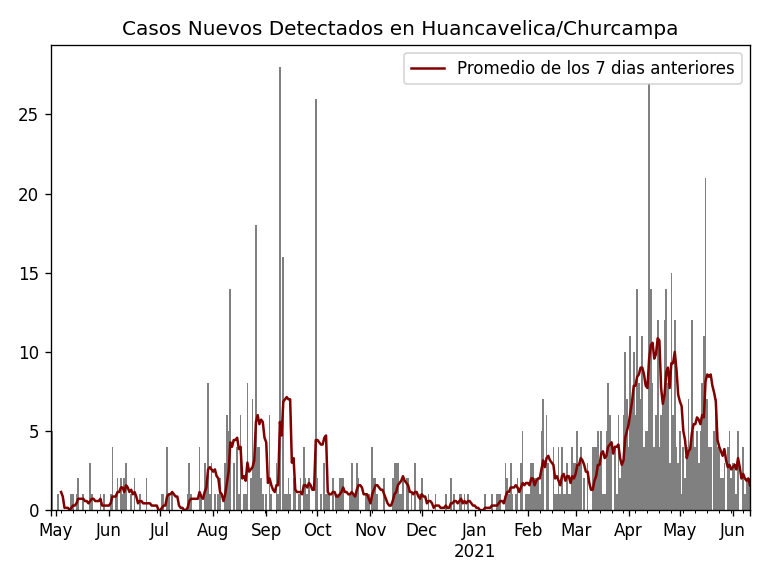 Casos Nuevos Detectados en Huancavelica/Churcampa
Promedio de los 7 dias anteriores
25
20
15
10
5
0
May Jun Jul Aug Sep Oct Nov Dec Jan Feb Mar Apr May Jun
2021